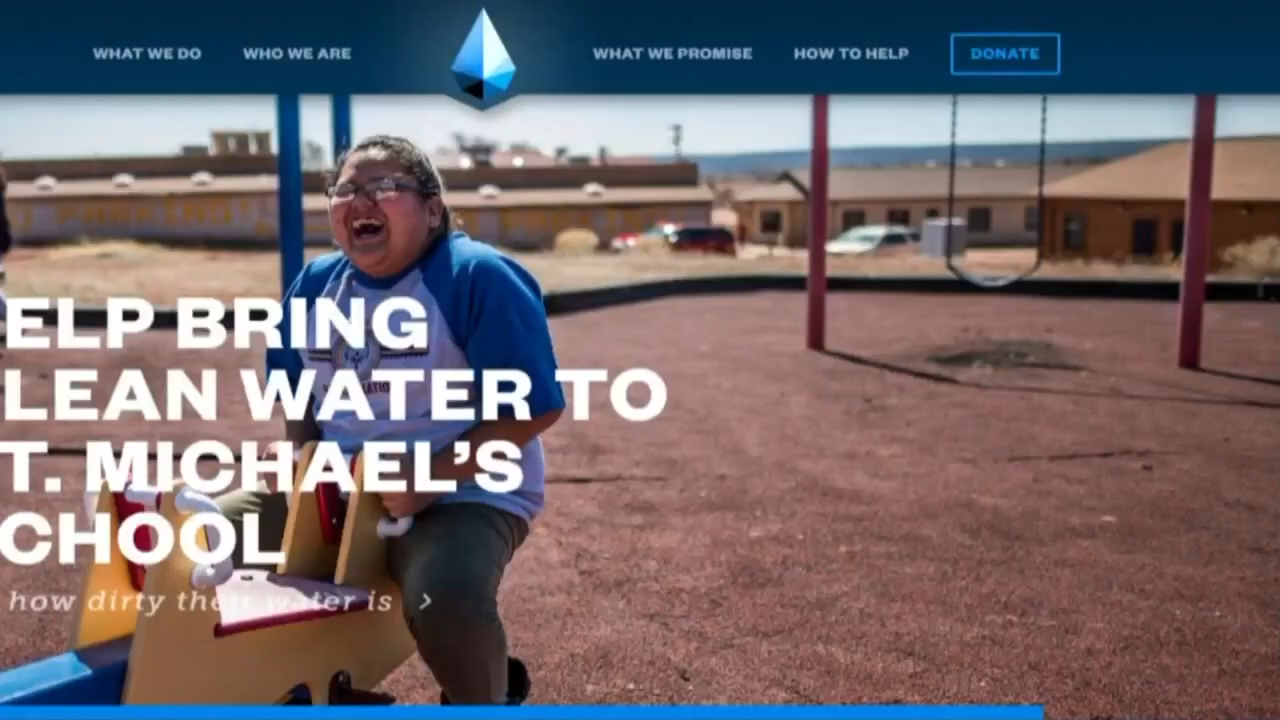 WHAT WE DO WHO WE ARE WHAT WE PROMISE HOW TO HELP DONATE
ELP BRING
LEAN WATER TO
T. MICHAEL’S
CHOOL
how dirty their water is >